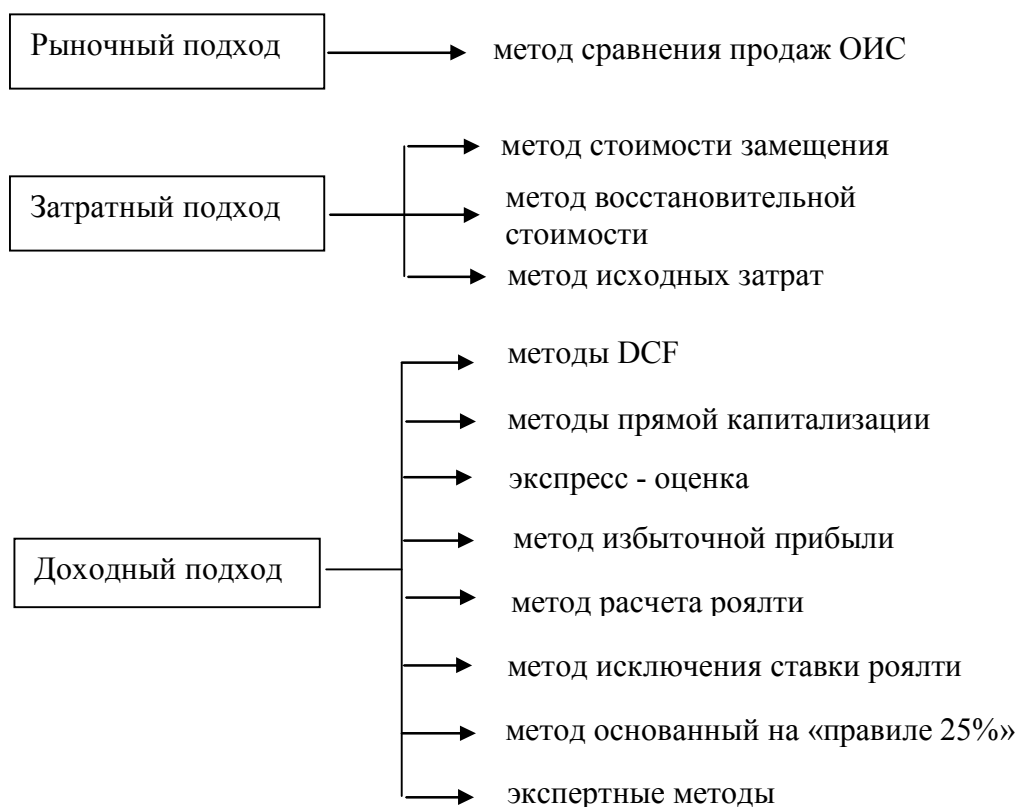 Рыночный подход
метод сравнения продаж ОИС
метод стоимости замещения
Затратный подход
метод восстановительной
стоимости
метод исходных затрат
методы DCF
методы прямой капитализации
экспресс - оценка
метод избыточной прибыли
Доходный подход
метод расчета роялти
метод исключения ставки роялти
метод основанный на «правиле 25%»
экспертные методы